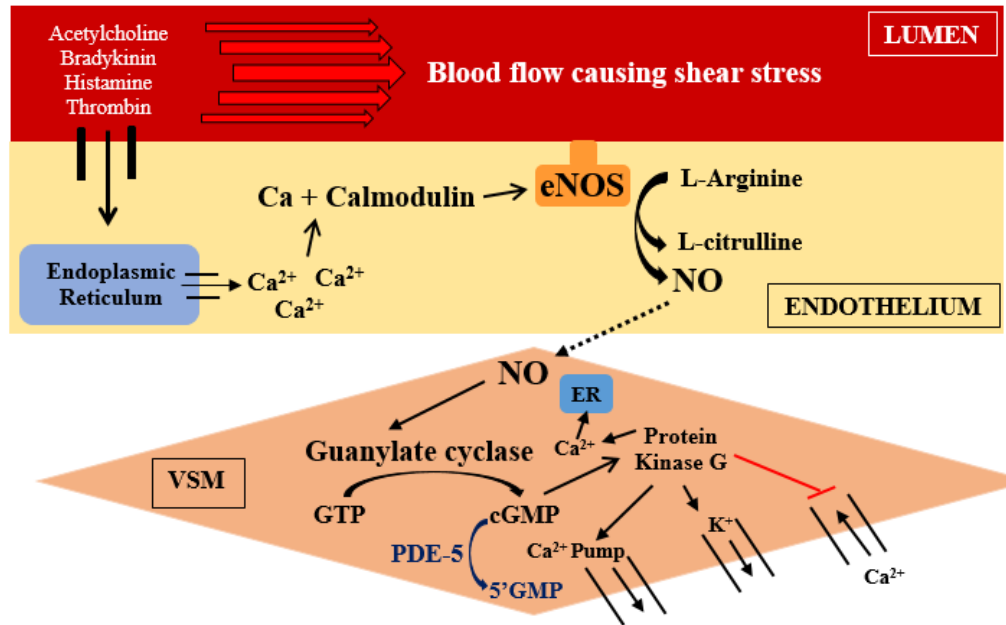 Acetylcholine
Bradykinin
Histamine
Thrombin
Blood flow causing shear stress
LUMEN
Ca + Calmodulin
eNOS
L-Arginine
L-citrulline
NO
Endoplasmic
Reticulum
Ca²⁺
Ca²⁺
Ca²⁺
ENDOTHELIUM
NO
ER
Guanylate cyclase
Ca²⁺
Protein
Kinase G
VSM
GTP
cGMP
PDE-5
5’GMP
Ca²⁺ Pump
K⁺
Ca²⁺